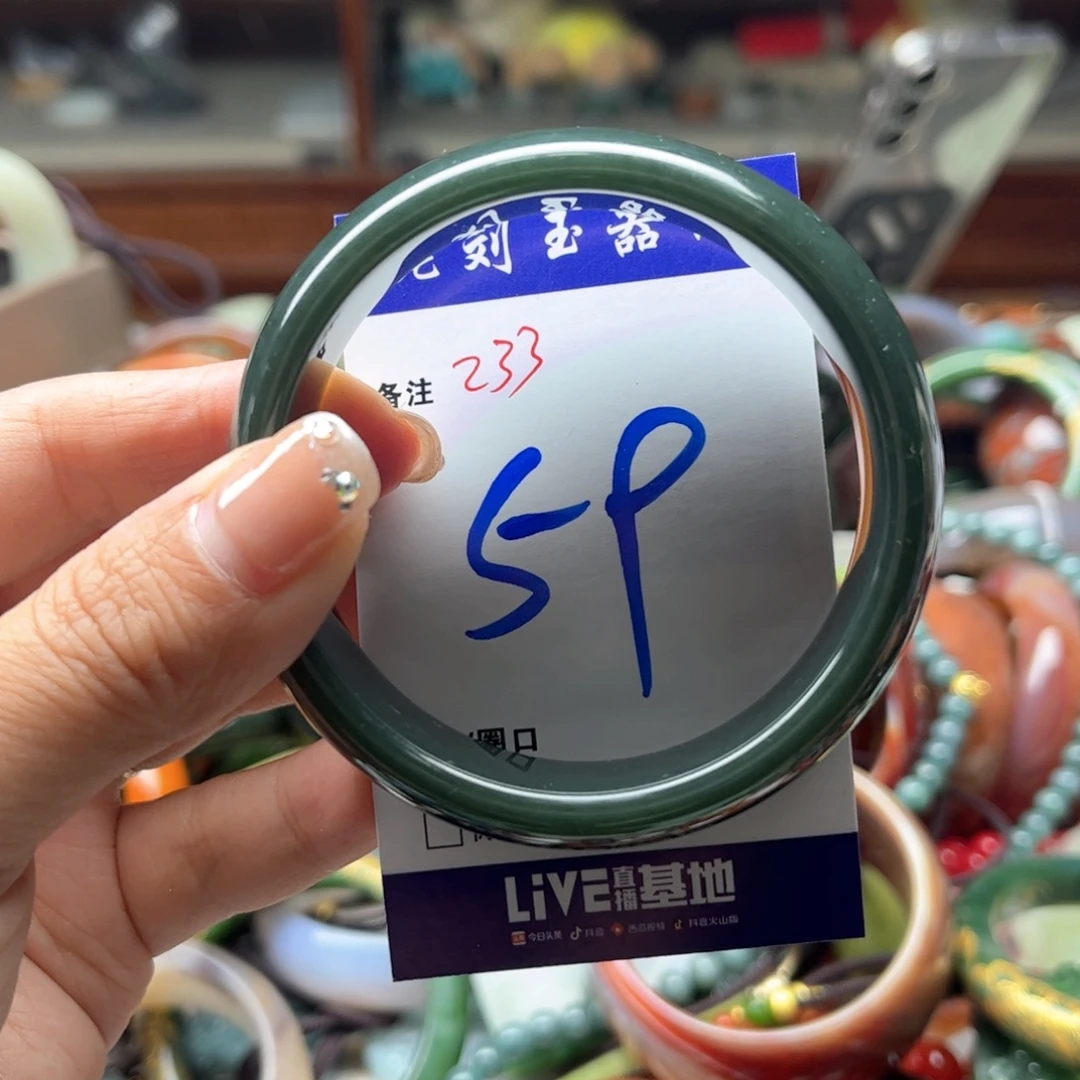 刻玉器
备注 233
59
圈口
LiVE直播基地
今日头条 抖音 西瓜视频 抖音火山版